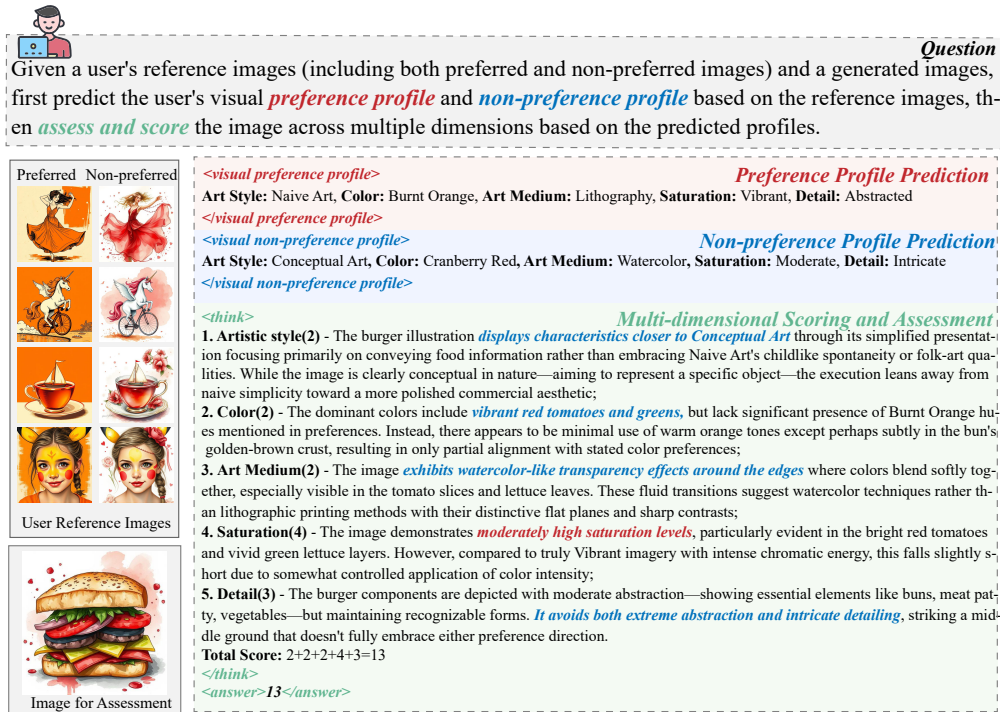 Question
Given a user's reference images (including both preferred and non-preferred images) and a generated images,
first predict the user's visual preference profile and non-preference profile based on the reference images, th-
en assess and score the image across multiple dimensions based on the predicted profiles.
Preferred Non-preferred
User Reference Images
Image for Assessment
<visual preference profile>
Preference Profile Prediction
Art Style: Naive Art, Color: Burnt Orange, Art Medium: Lithography, Saturation: Vibrant, Detail: Abstracted
</visual preference profile>
<visual non-preference profile>
Non-preference Profile Prediction
Art Style: Conceptual Art, Color: Cranberry Red, Art Medium: Watercolor, Saturation: Moderate, Detail: Intricate
</visual non-preference profile>
<think>
Multi-dimensional Scoring and Assessment
1. Artistic style(2) - The burger illustration displays characteristics closer to Conceptual Art through its simplified presentat-
ion focusing primarily on conveying food information rather than embracing Naive Art's childlike spontaneity or folk-art qua-
lities. While the image is clearly conceptual in nature—aiming to represent a specific object—the execution leans away from
naive simplicity toward a more polished commercial aesthetic;
2. Color(2) - The dominant colors include vibrant red tomatoes and greens, but lack significant presence of Burnt Orange hu-
es mentioned in preferences. Instead, there appears to be minimal use of warm orange tones except perhaps subtly in the bun's
golden-brown crust, resulting in only partial alignment with stated color preferences;
3. Art Medium(2) - The image exhibits watercolor-like transparency effects around the edges where colors blend softly tog-
ether, especially visible in the tomato slices and lettuce leaves. These fluid transitions suggest watercolor techniques rather th-
an lithographic printing methods with their distinctive flat planes and sharp contrasts;
4. Saturation(4) - The image demonstrates moderately high saturation levels, particularly evident in the bright red tomatoes
and vivid green lettuce layers. However, compared to truly Vibrant imagery with intense chromatic energy, this falls slightly s-
hort due to somewhat controlled application of color intensity;
5. Detail(3) - The burger components are depicted with moderate abstraction—showing essential elements like buns, meat pat-
ty, vegetables—but maintaining recognizable forms. It avoids both extreme abstraction and intricate detailing, striking a mid-
dle ground that doesn't fully embrace either preference direction.
Total Score: 2+2+2+4+3=13
</think>
<answer>13</answer>